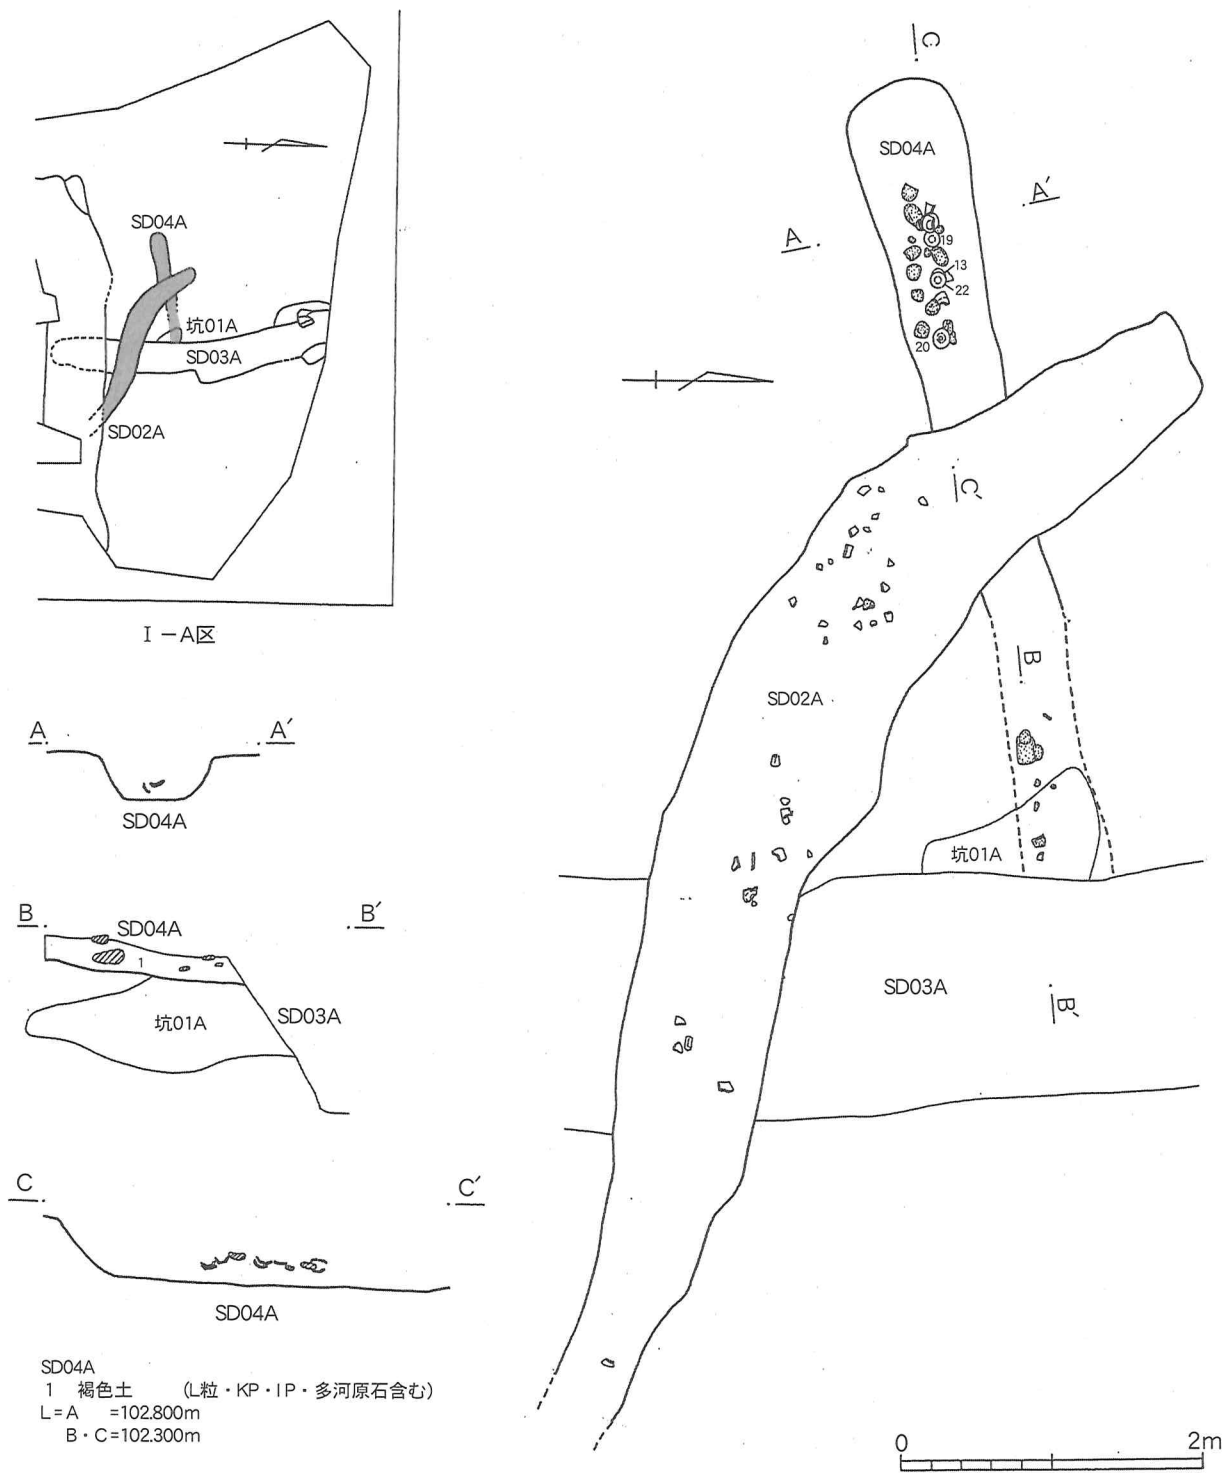 SD04A
坑01A
SD03A
SD02A
Ⅰ－A区
A
A′
SD04A
B
B′
SD04A
1
坑01A
SD03A
C
C′
SD04A
SD04A
1 褐色土 (L粒・KP・IP・多河原石含む)
L=A =102.800m
B・C=102.300m
C
SD04A
A
A′
19
13
22
20
C′
SD02A
B
坑01A
SD03A
B′
0 2m